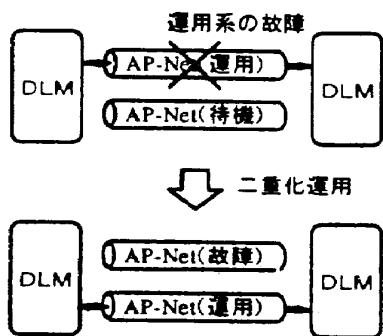 運用系の故障
DLM
AP-Net(運用)
AP-Net(待機)
DLM
二重化運用
DLM
AP-Net(故障)
AP-Net(運用)
DLM